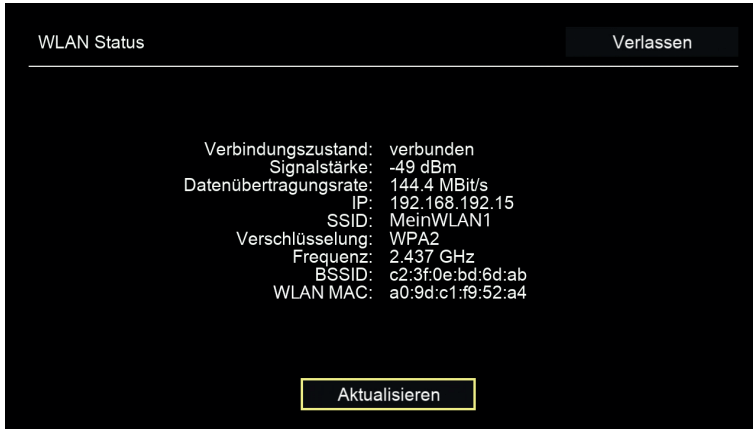 WLAN Status
Verlassen
Verbindungszustand: verbunden
Signalstärke: -49 dBm
Datenübertragungsrate: 144.4 MBit/s
IP: 192.168.192.15
SSID: MeinWLAN1
Verschlüsselung: WPA2
Frequenz: 2.437 GHz
BSSID: c2:3f:0e:bd:6d:ab
WLAN MAC: a0:9d:c1:f9:52:a4
Aktualisieren